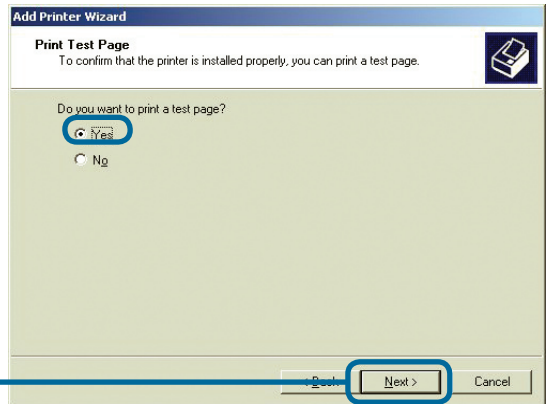 Add Printer Wizard
Print Test Page
To confirm that the printer is installed properly, you can print a test page.
Do you want to print a test page?
Yes
No
< Back Next > Cancel